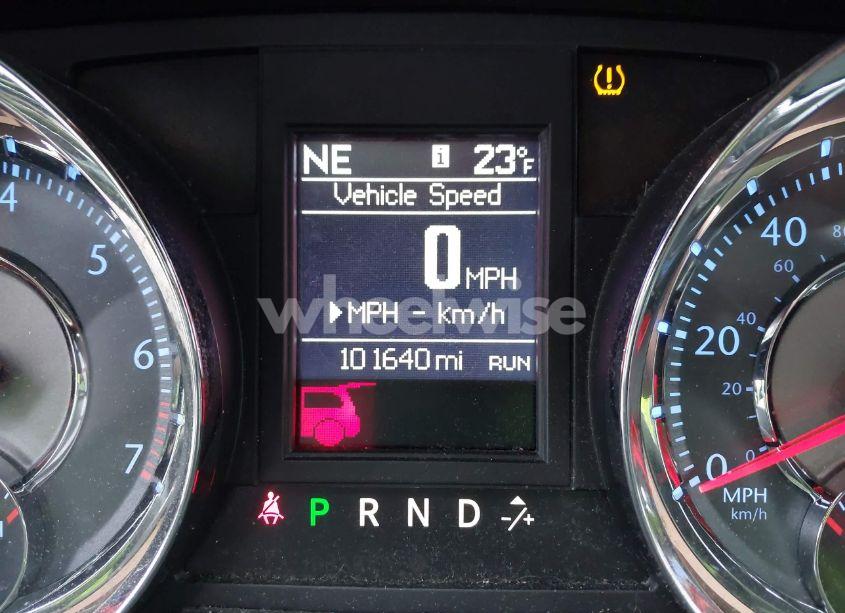 NE i 23°F
Vehicle Speed
0 MPH
MPH - km/h
wheelwise
101640 mi RUN
P R N D -/+
4
5
6
7
40
80
60
20
40
20
0
0
MPH
km/h